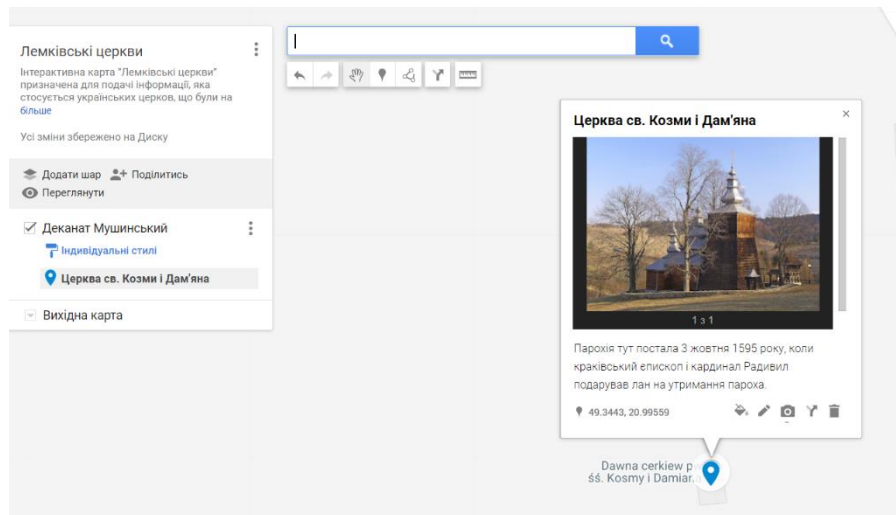 Лемківські церкви
Інтерактивна карта "Лемківські церкви"
призначена для подачі інформації, яка
стосується українських церков, що були на
більше
Усі зміни збережено на Диску
Додати шар Поділитись
Переглянути
Деканат Мушинський
Індивідуальні стилі
Церква св. Козми і Дам'яна
Вихідна карта
Церква св. Козми і Дам'яна
1 з 1
Парохія тут постала 3 жовтня 1595 року, коли
краківський єпископ і кардинал Радивил
подарував лан на утримання пароха.
49.3443, 20.99559
Dawna cerkiew p
śś. Kosmy i Damian